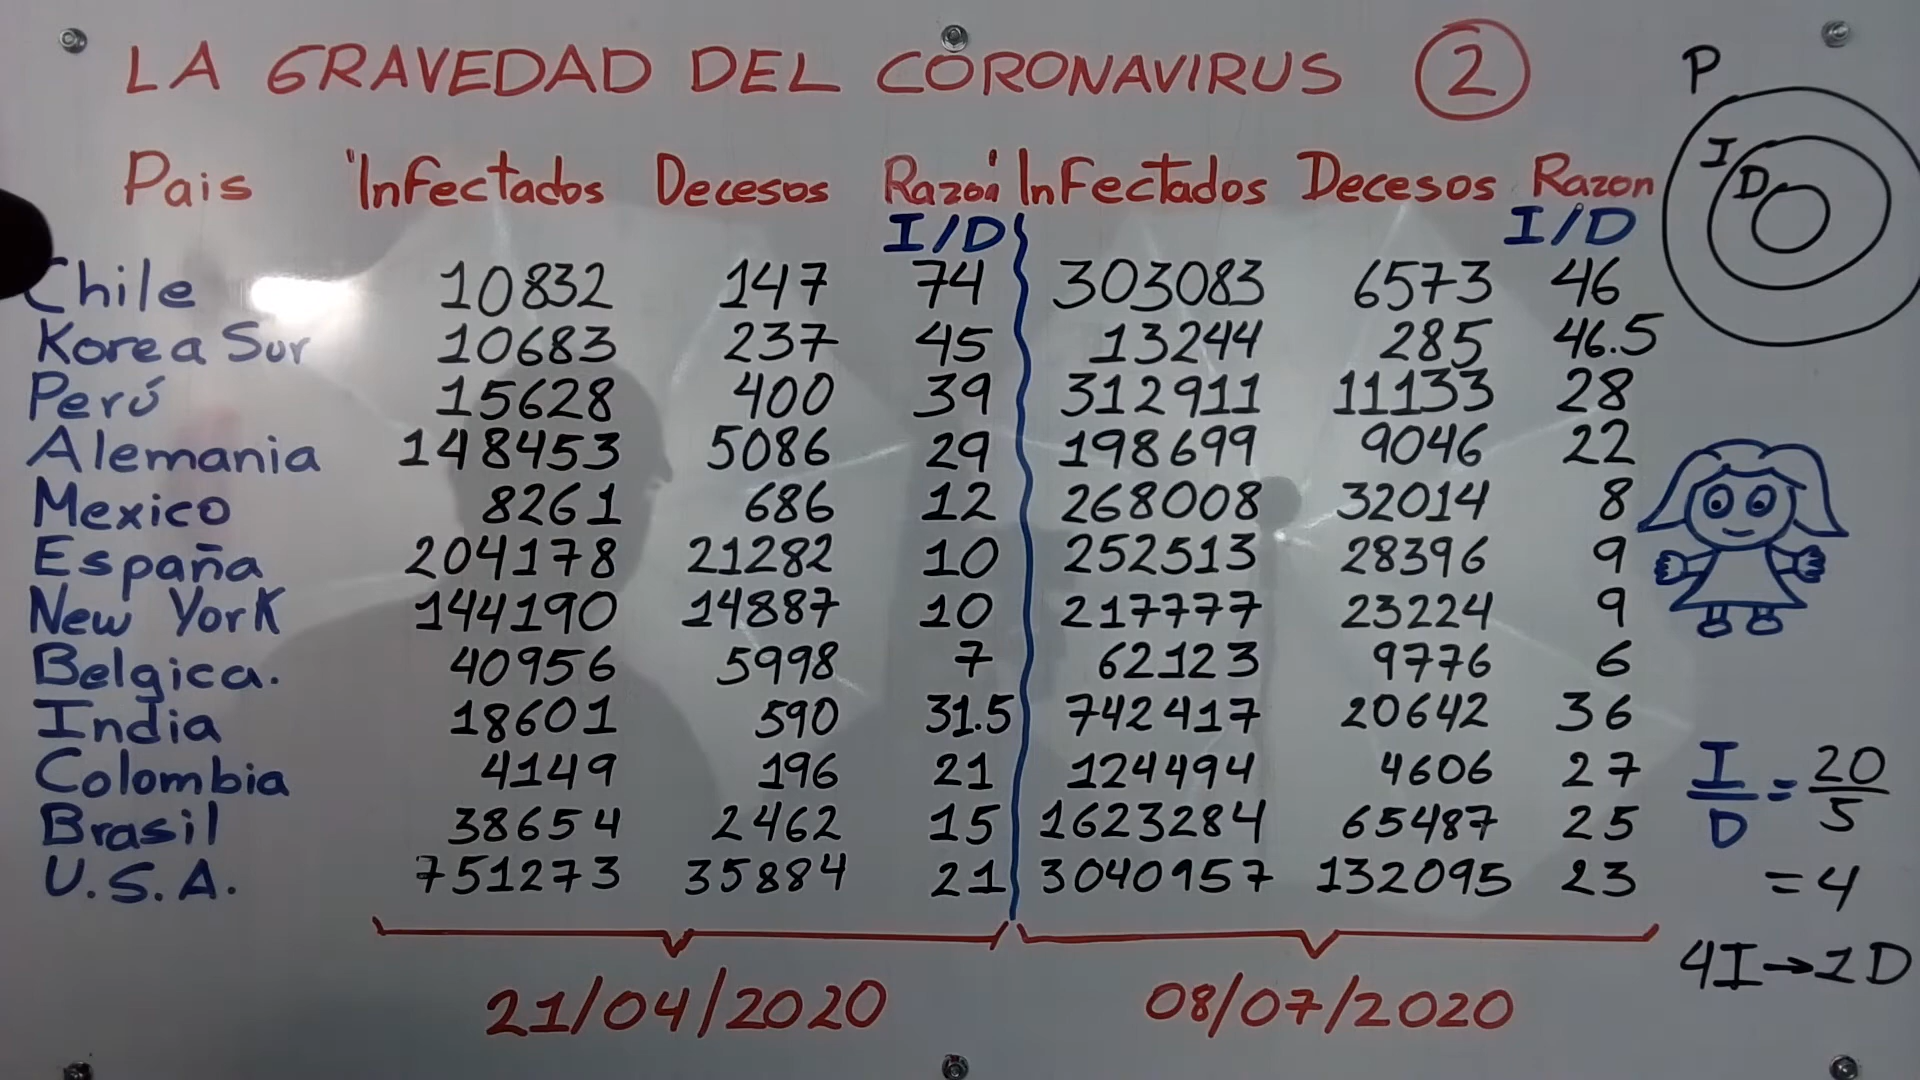 LA GRAVEDAD DEL CORONAVIRUS 2
Pais Infectados Decesos Razon Infectados Decesos Razon
I/D I/D
Chile 10832 147 74 303083 6573 46
Korea Sur 10683 237 45 13244 285 46.5
Perú 15628 400 39 312911 11133 28
Alemania 148453 5086 29 198699 9046 22
Mexico 8261 686 12 268008 32014 8
España 204178 21282 10 252513 28396 9
New York 144190 14887 10 217777 23224 9
Belgica. 40956 5998 7 62123 9776 6
India 18601 590 31.5 742417 20642 36
Colombia 4149 196 21 124494 4606 27
Brasil 38654 2462 15 1623284 65487 25
U.S.A. 751273 35884 21 3040957 132095 23
21/04/2020 08/07/2020
P
I
D
I/D = 20/5
= 4
4I→1D